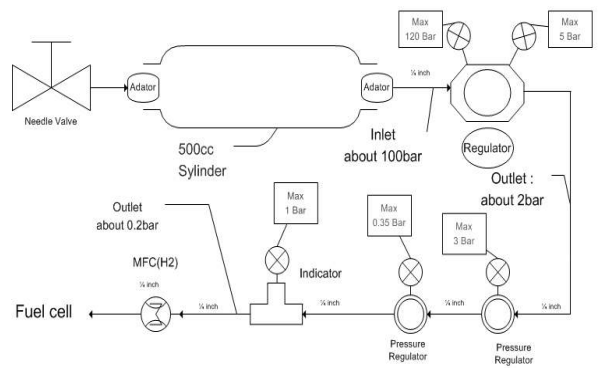 Max
120 Bar
Max
5 Bar
Needle Valve
Adator
Adator
¼ inch
500cc
Sylinder
Inlet
about 100bar
Regulator
Outlet :
about 2bar
Outlet
about 0.2bar
Max
1 Bar
Max
0.35 Bar
Max
3 Bar
MFC(H2)
Indicator
⅛ inch
Fuel cell
¼ inch
¼ inch
¼ inch
¼ inch
Pressure
Regulator
Pressure
Regulator